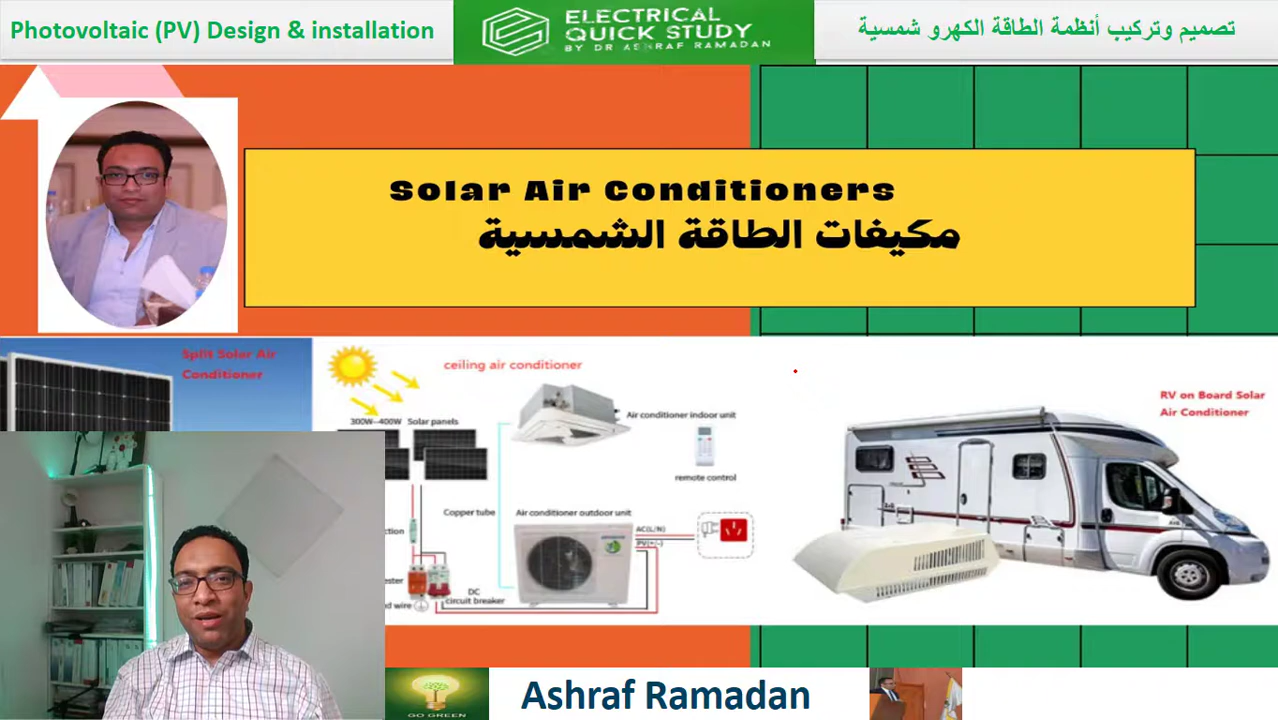 Photovoltaic (PV) Design & installation
ELECTRICAL
QUICK STUDY
BY DR ASHRAF RAMADAN
تصميم وتركيب أنظمة الطاقة الكهرو شمسية
Solar Air Conditioners
مكيفات الطاقة الشمسية
Split Solar Air
Conditioner
ceiling air conditioner
300W--400W Solar panels
Air conditioner indoor unit
remote control
Copper tube
Air conditioner outdoor unit
AC(L/N)
PV(+/-)
DC
circuit breaker
RV on Board Solar
Air Conditioner
GO GREEN
Ashraf Ramadan